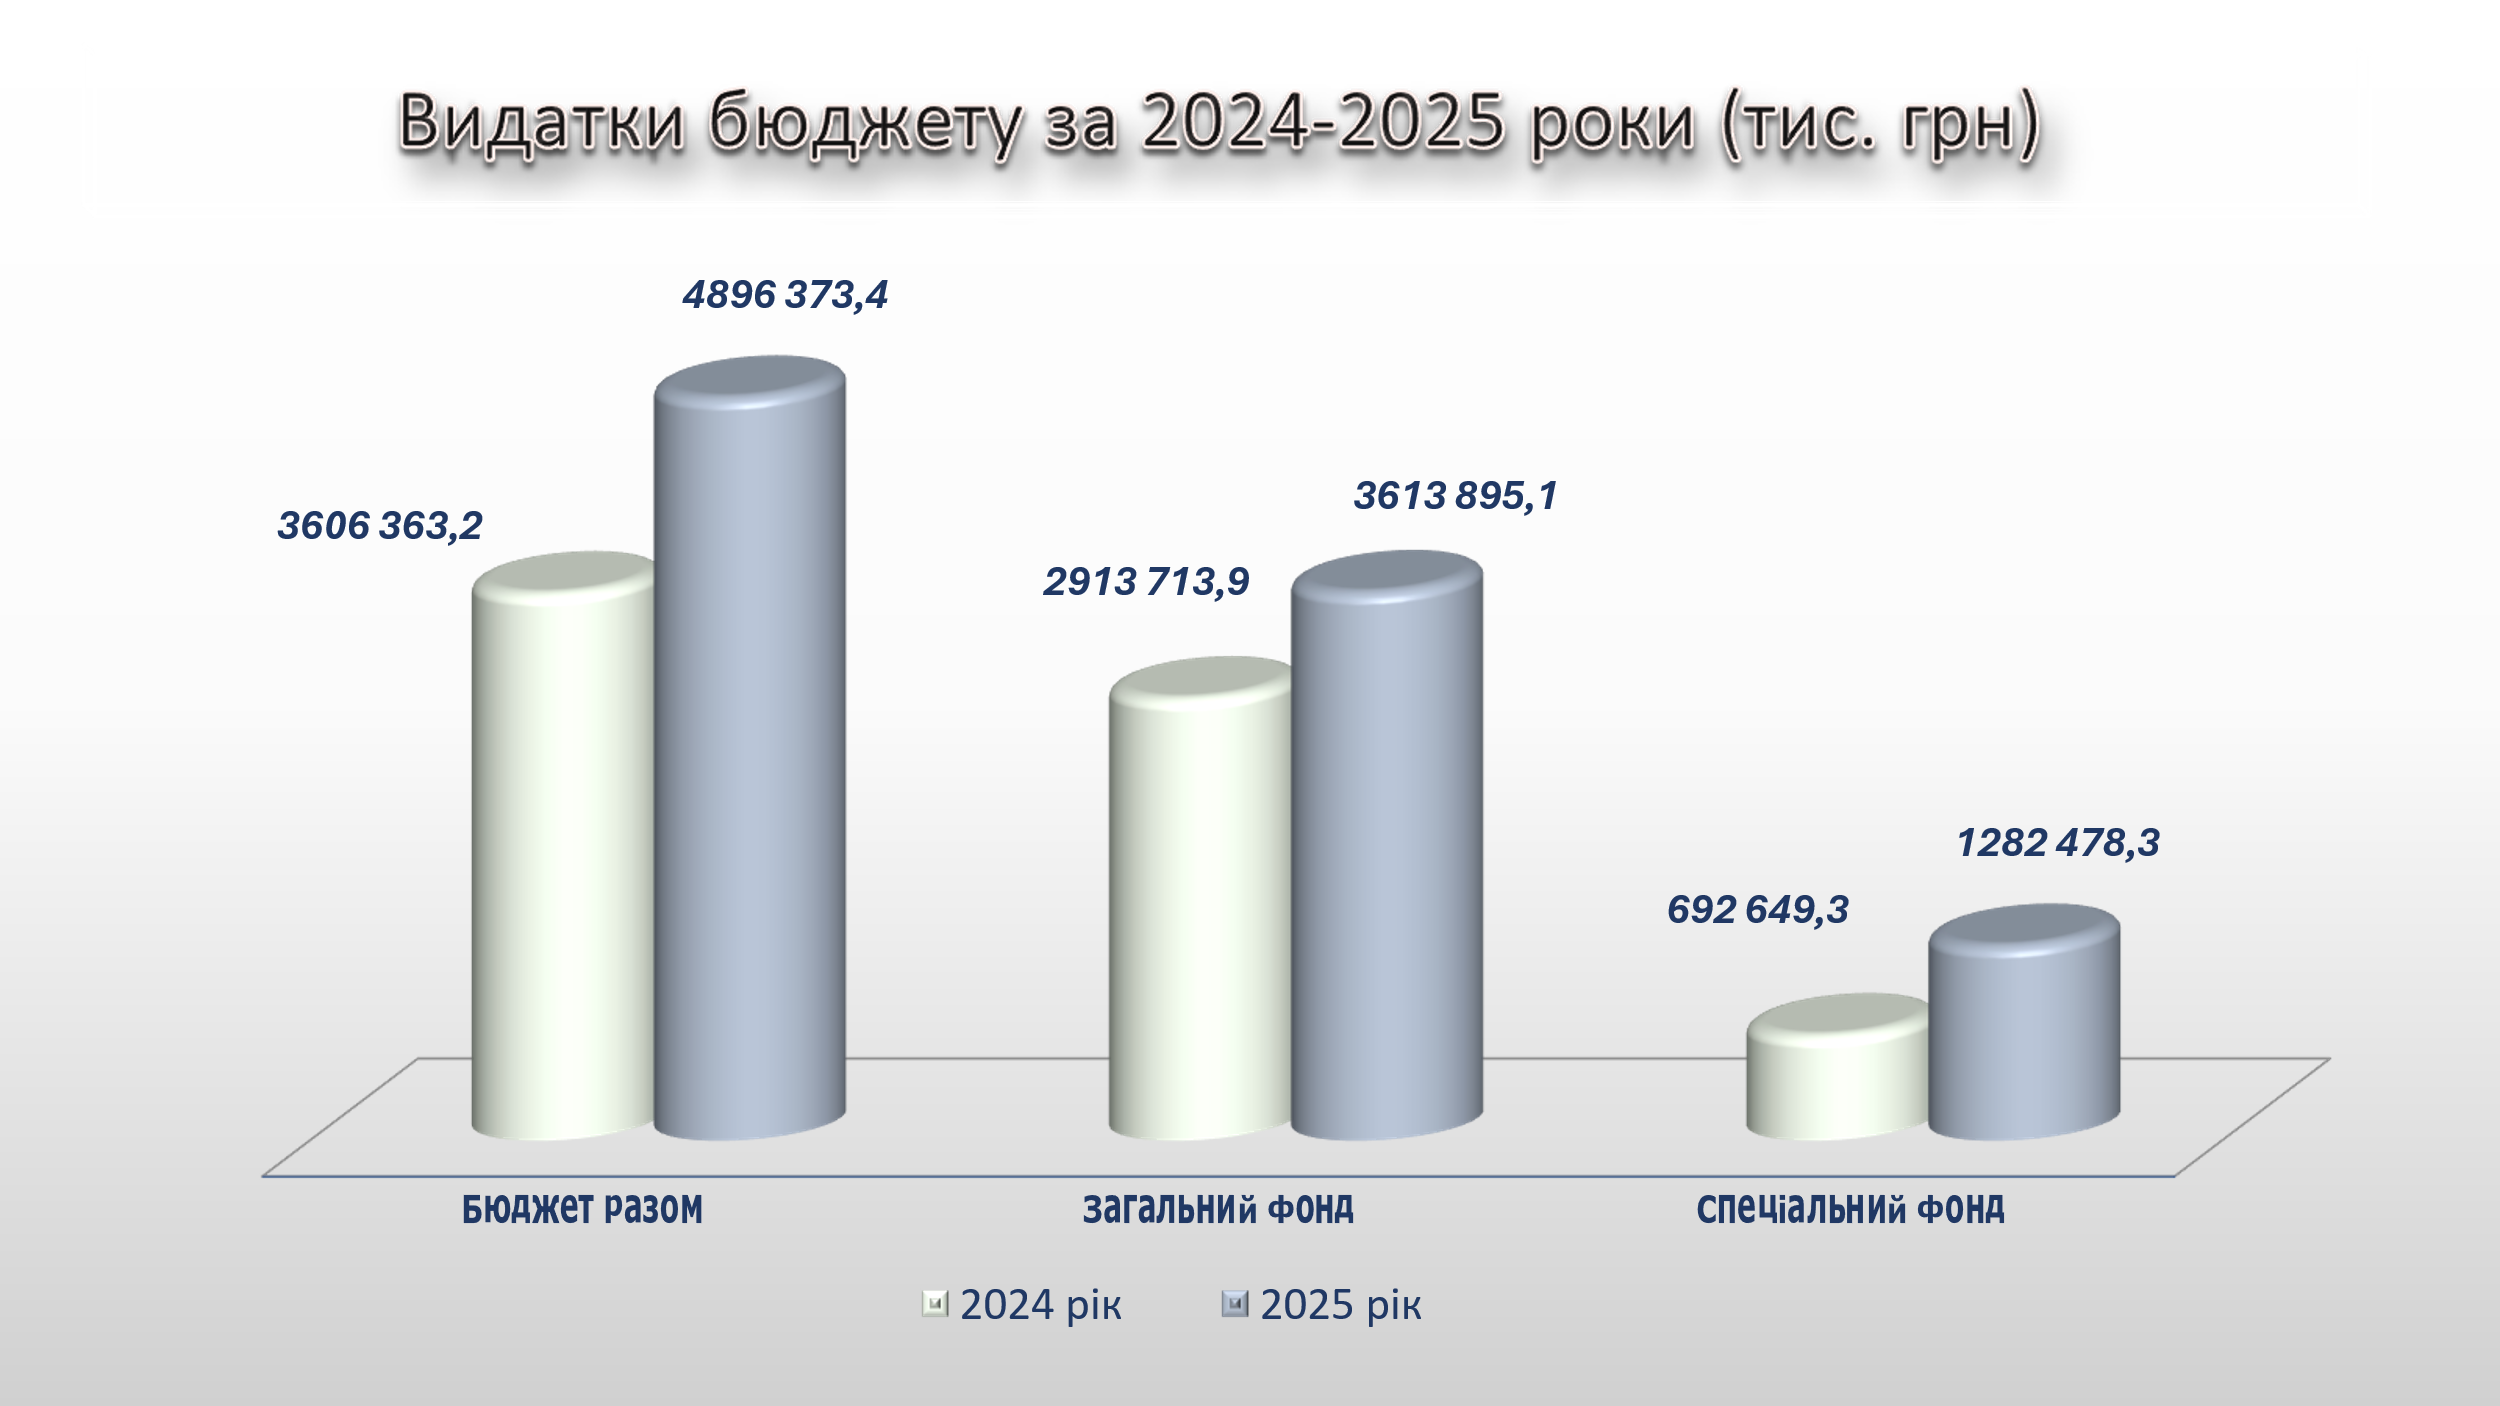 Видатки бюджету за 2024-2025 роки (тис. грн)
4896 373,4
3606 363,2
3613 895,1
2913 713,9
1282 478,3
692 649,3
Бюджет разом
Загальний фонд
Спеціальний фонд
2024 рік
2025 рік